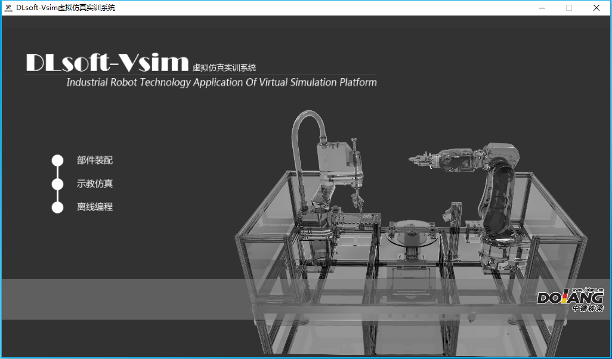 DLsoft-Vsim虚拟仿真实训系统
DLsoft-Vsim 虚拟仿真实训系统
Industrial Robot Technology Application Of Virtual Simulation Platform
部件装配
示教仿真
离线编程
DOLANG